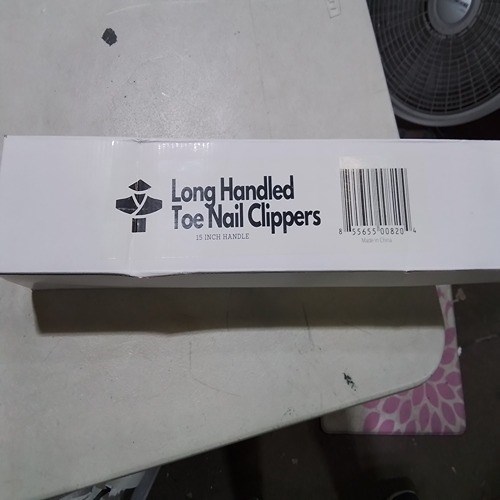 Long Handled
Toe Nail Clippers
15 INCH HANDLE
8 55655 00820 4
Made in China